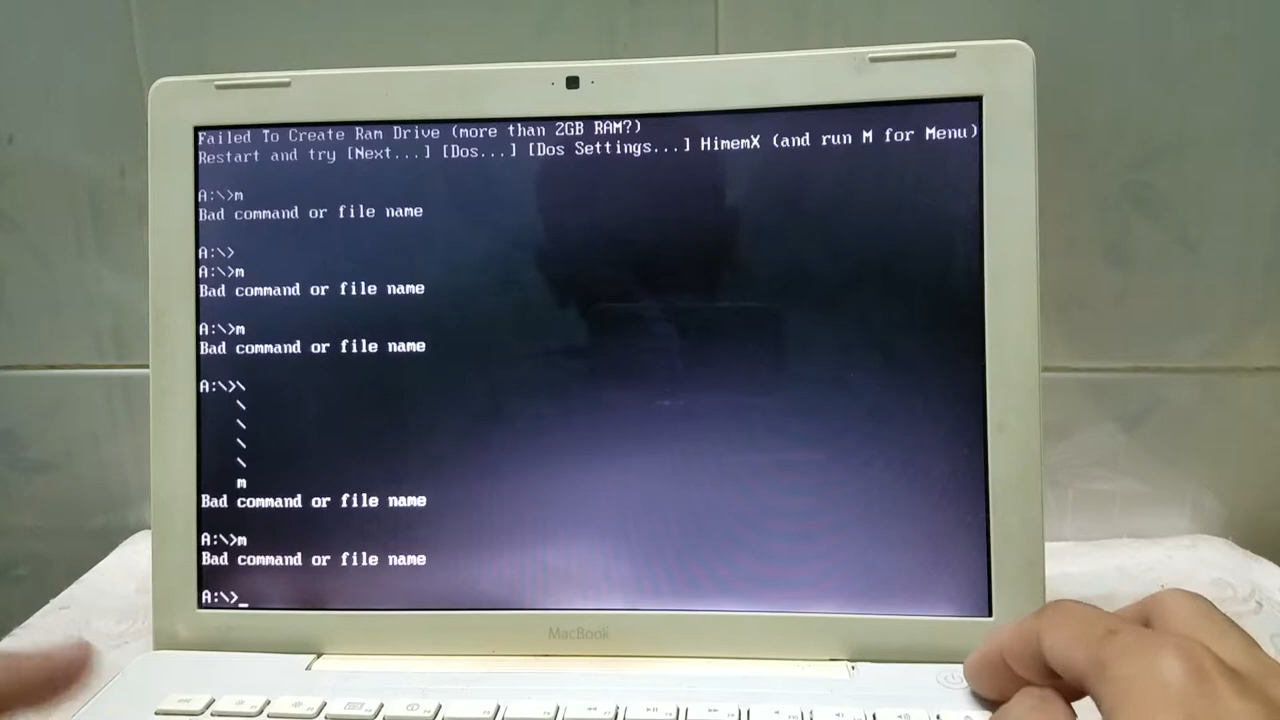 Failed To Create Ram Drive (more than 2GB RAM?)
Restart and try [Next...] [Dos...] [Dos Settings...] HimemX (and run M for Menu)
A:\>m
Bad command or file name
A:\>
A:\>m
Bad command or file name
A:\>m
Bad command or file name
A:\>\
\
\
\
\
m
Bad command or file name
A:\>m
Bad command or file name
A:\>_
MacBook